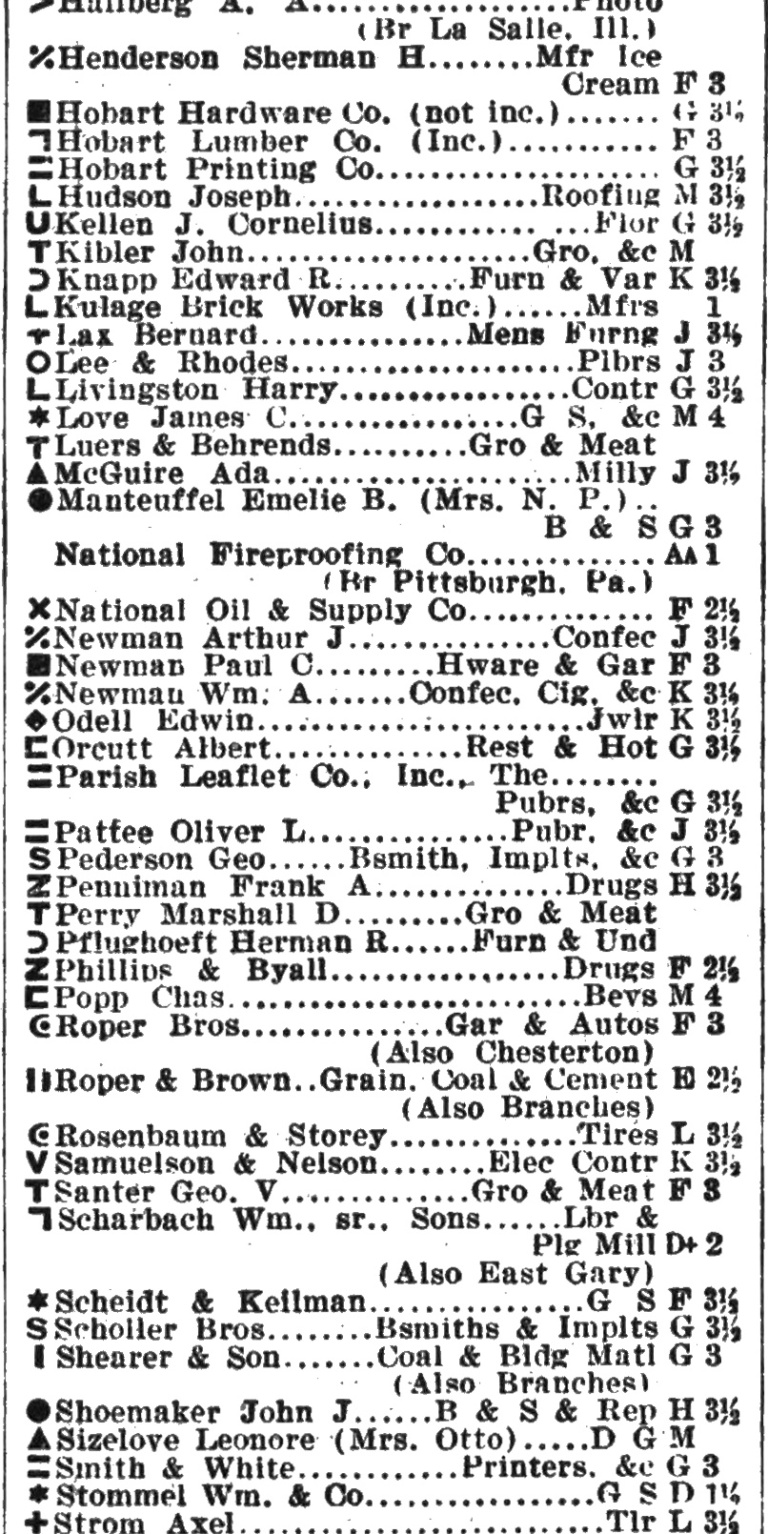 Hallberg A. A....................Photo
(Br La Salle, Ill.)
Henderson Sherman H........Mfr Ice
Cream F 3
Hobart Hardware Co. (not inc.)....... G 3½
Hobart Lumber Co. (Inc.)........... F 3
Hobart Printing Co.................... G 3½
Hudson Joseph..................Roofing M 3½
Kellen J. Cornelius............ ...Flor G 3½
Kibler John......................Gro, &c M
Knapp Edward R..........Furn & Var K 3½
Kulage Brick Works (Inc.)......Mfrs 1
Lax Bernard...............Mens Furng J 3½
Lee & Rhodes....................Plbrs J 3
Livingston Harry.................Contr G 3½
Love James C.................G S, &c M 4
Luers & Behrends..........Gro & Meat
McGuire Ada.....................Milly J 3½
Manteuffel Emelie B. (Mrs. N. P.)..
B & S G 3
National Fireproofing Co.............. AA 1
(Br Pittsburgh, Pa.)
National Oil & Supply Co.............. F 2½
Newman Arthur J...............Confec J 3½
Newman Paul C.........Hware & Gar F 3
Newman Wm. A.......Confec, Cig, &c K 3½
Odell Edwin.........................Jwlr K 3½
Orcutt Albert..............Rest & Hot G 3½
Parish Leaflet Co., Inc., The........
Pubrs, &c G 3½
Pattee Oliver L...............Pubr, &c J 3½
Pederson Geo......Bsmith, Implts, &c G 3
Penniman Frank A..............Drugs H 3½
Perry Marshall D.........Gro & Meat
Pflughoeft Herman R......Furn & Und
Phillips & Byall.................Drugs F 2½
Popp Chas..........................Bevs M 4
Roper Bros...............Gar & Autos F 3
(Also Chesterton)
Roper & Brown..Grain, Coal & Cement E 2½
(Also Branches)
Rosenbaum & Storey.............Tires L 3½
Samuelson & Nelson........Elec Contr K 3½
Santer Geo. V.............Gro & Meat F 3
Scharbach Wm., sr., Sons......Lbr &
Plg Mill D+ 2
(Also East Gary)
Scheidt & Keilman................G S F 3½
Scholler Bros........Bsmiths & Implts G 3½
Shearer & Son.......Coal & Bldg Matl G 3
(Also Branches)
Shoemaker John J......B & S & Rep H 3½
Sizelove Leonore (Mrs. Otto).....D G M
Smith & White............Printers, &c G 3
Stommel Wm. & Co................G S D 1½
Strom Axel...........................Tlr L 3½